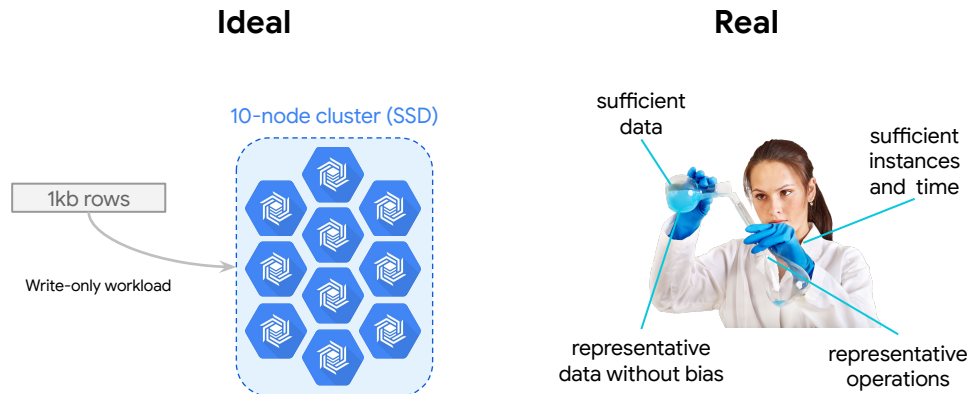 Ideal
Real
10-node cluster (SSD)
1kb rows
Write-only workload
sufficient
data
sufficient
instances
and time
representative
data without bias
representative
operations